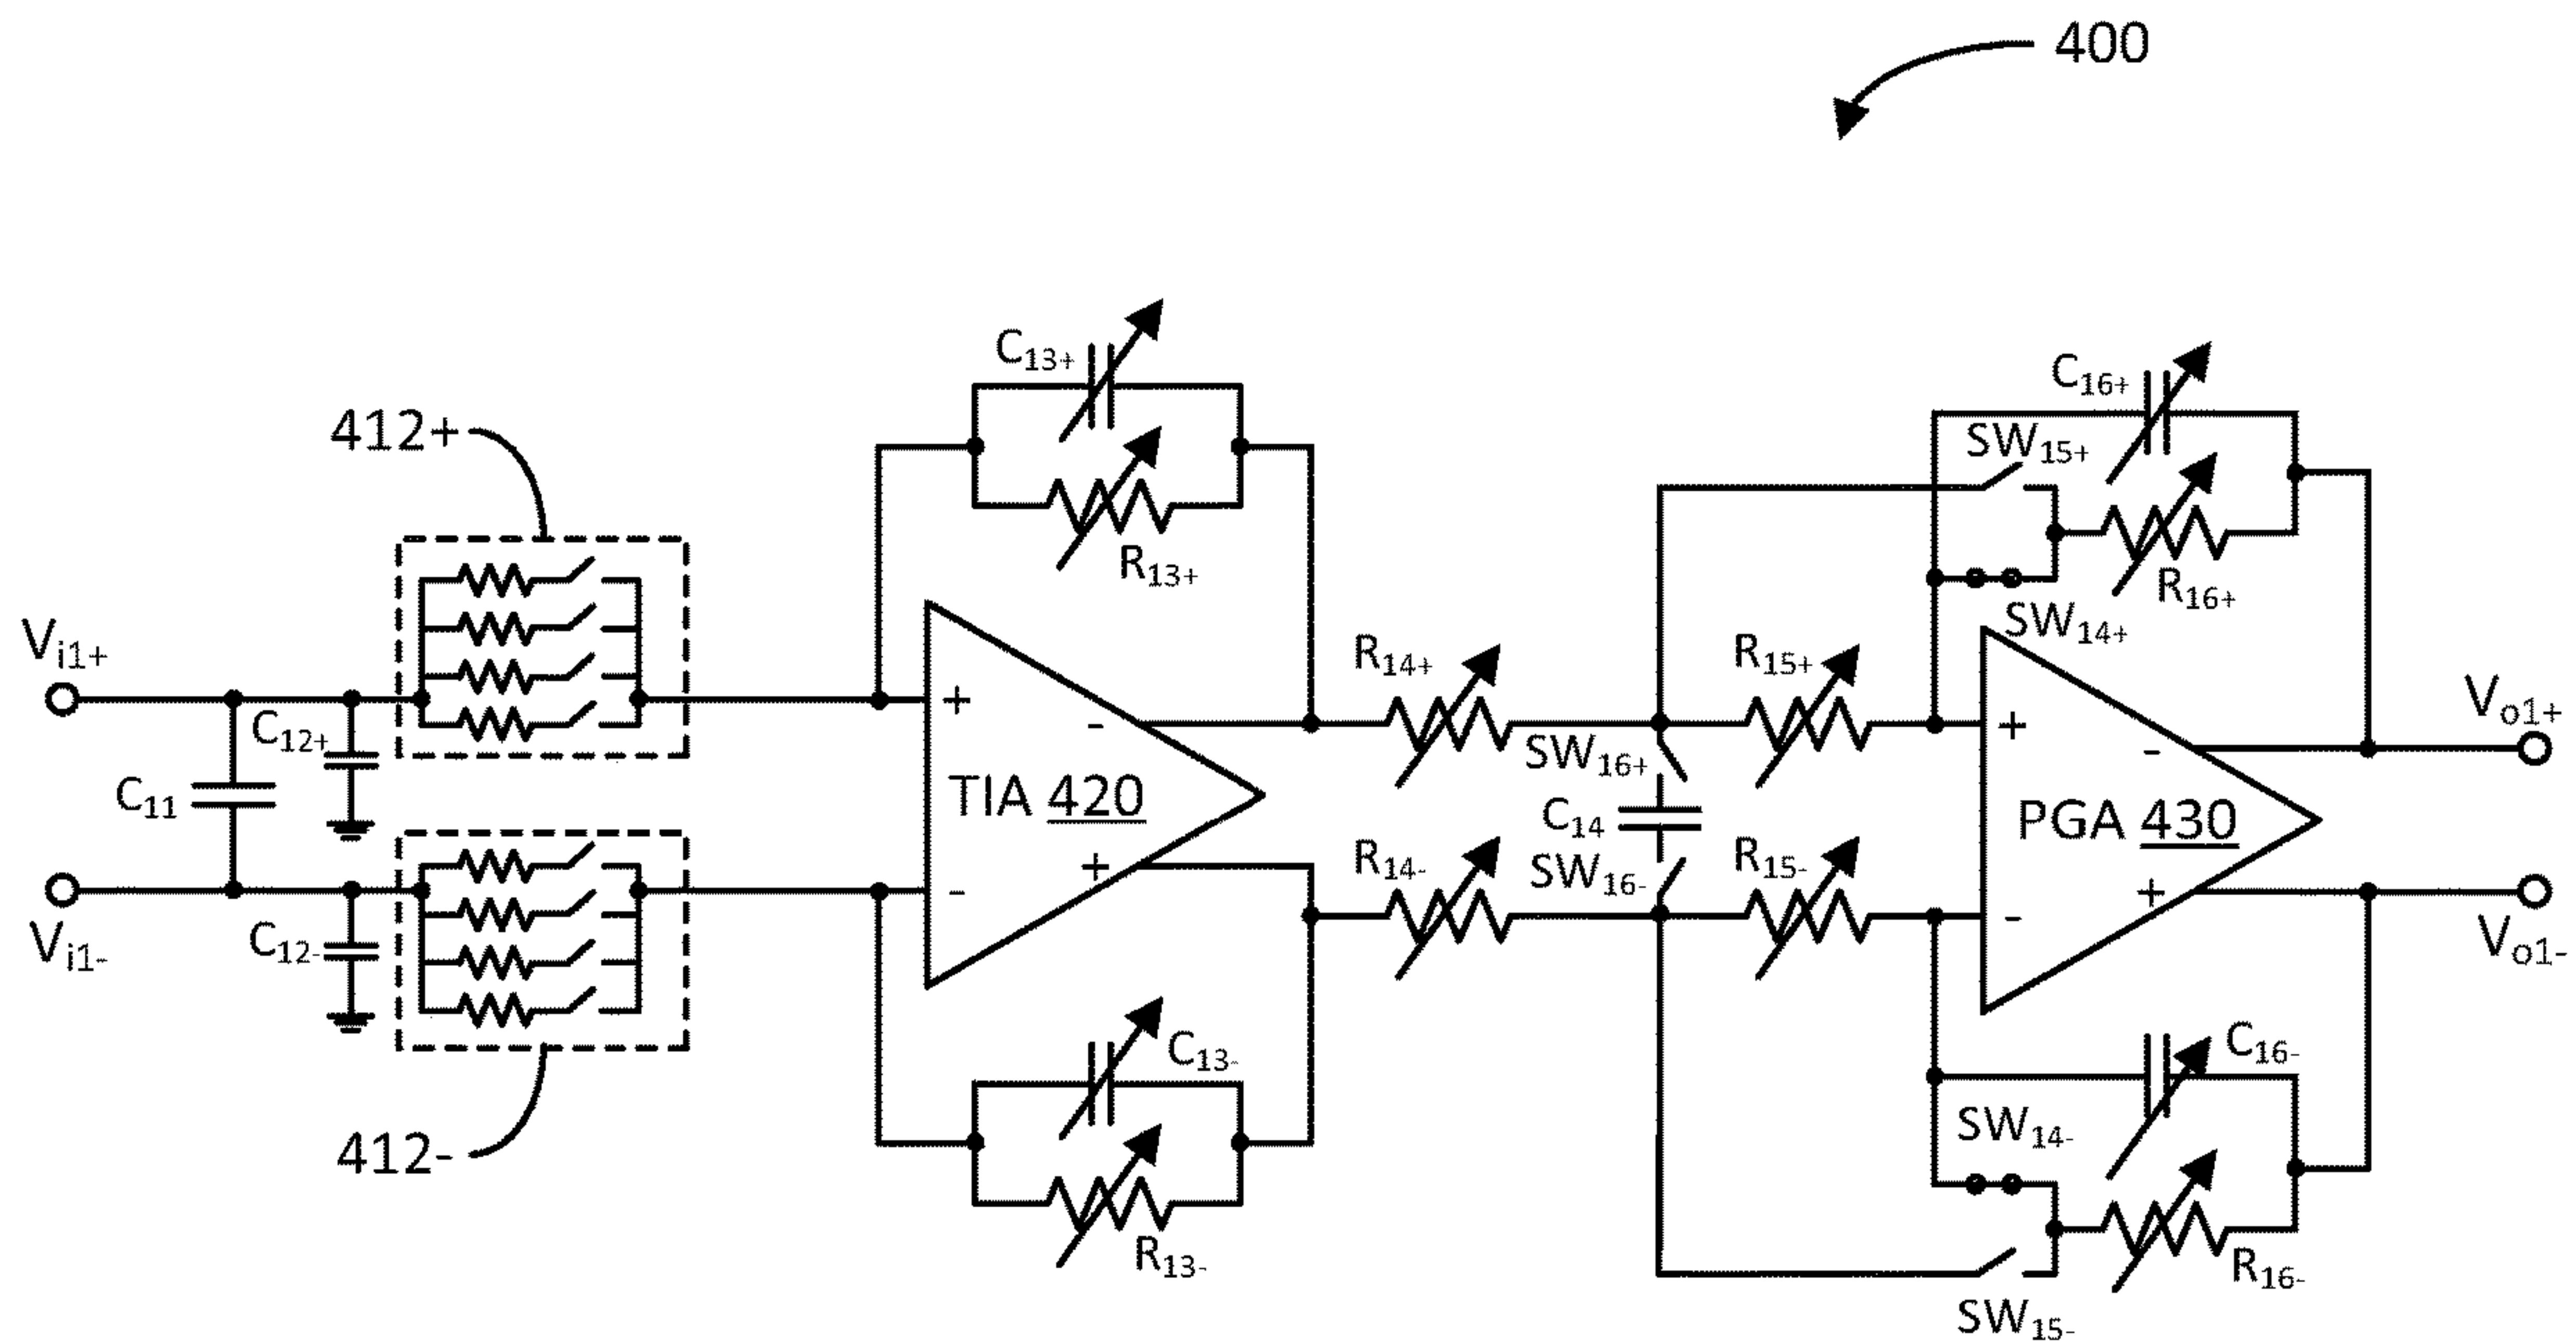 400
C13+
C16+
412+
SW15+
R13+
R16+
SW14+
Vi1+
R14+
R15+
Vo1+
+
-
+
-
C12+
SW16+
C11
TIA 420
C14
PGA 430
R14-
SW16-
R15-
+
-
+
-
Vi1-
C12-
Vo1-
C13-
C16-
SW14-
412-
R13-
R16-
SW15-